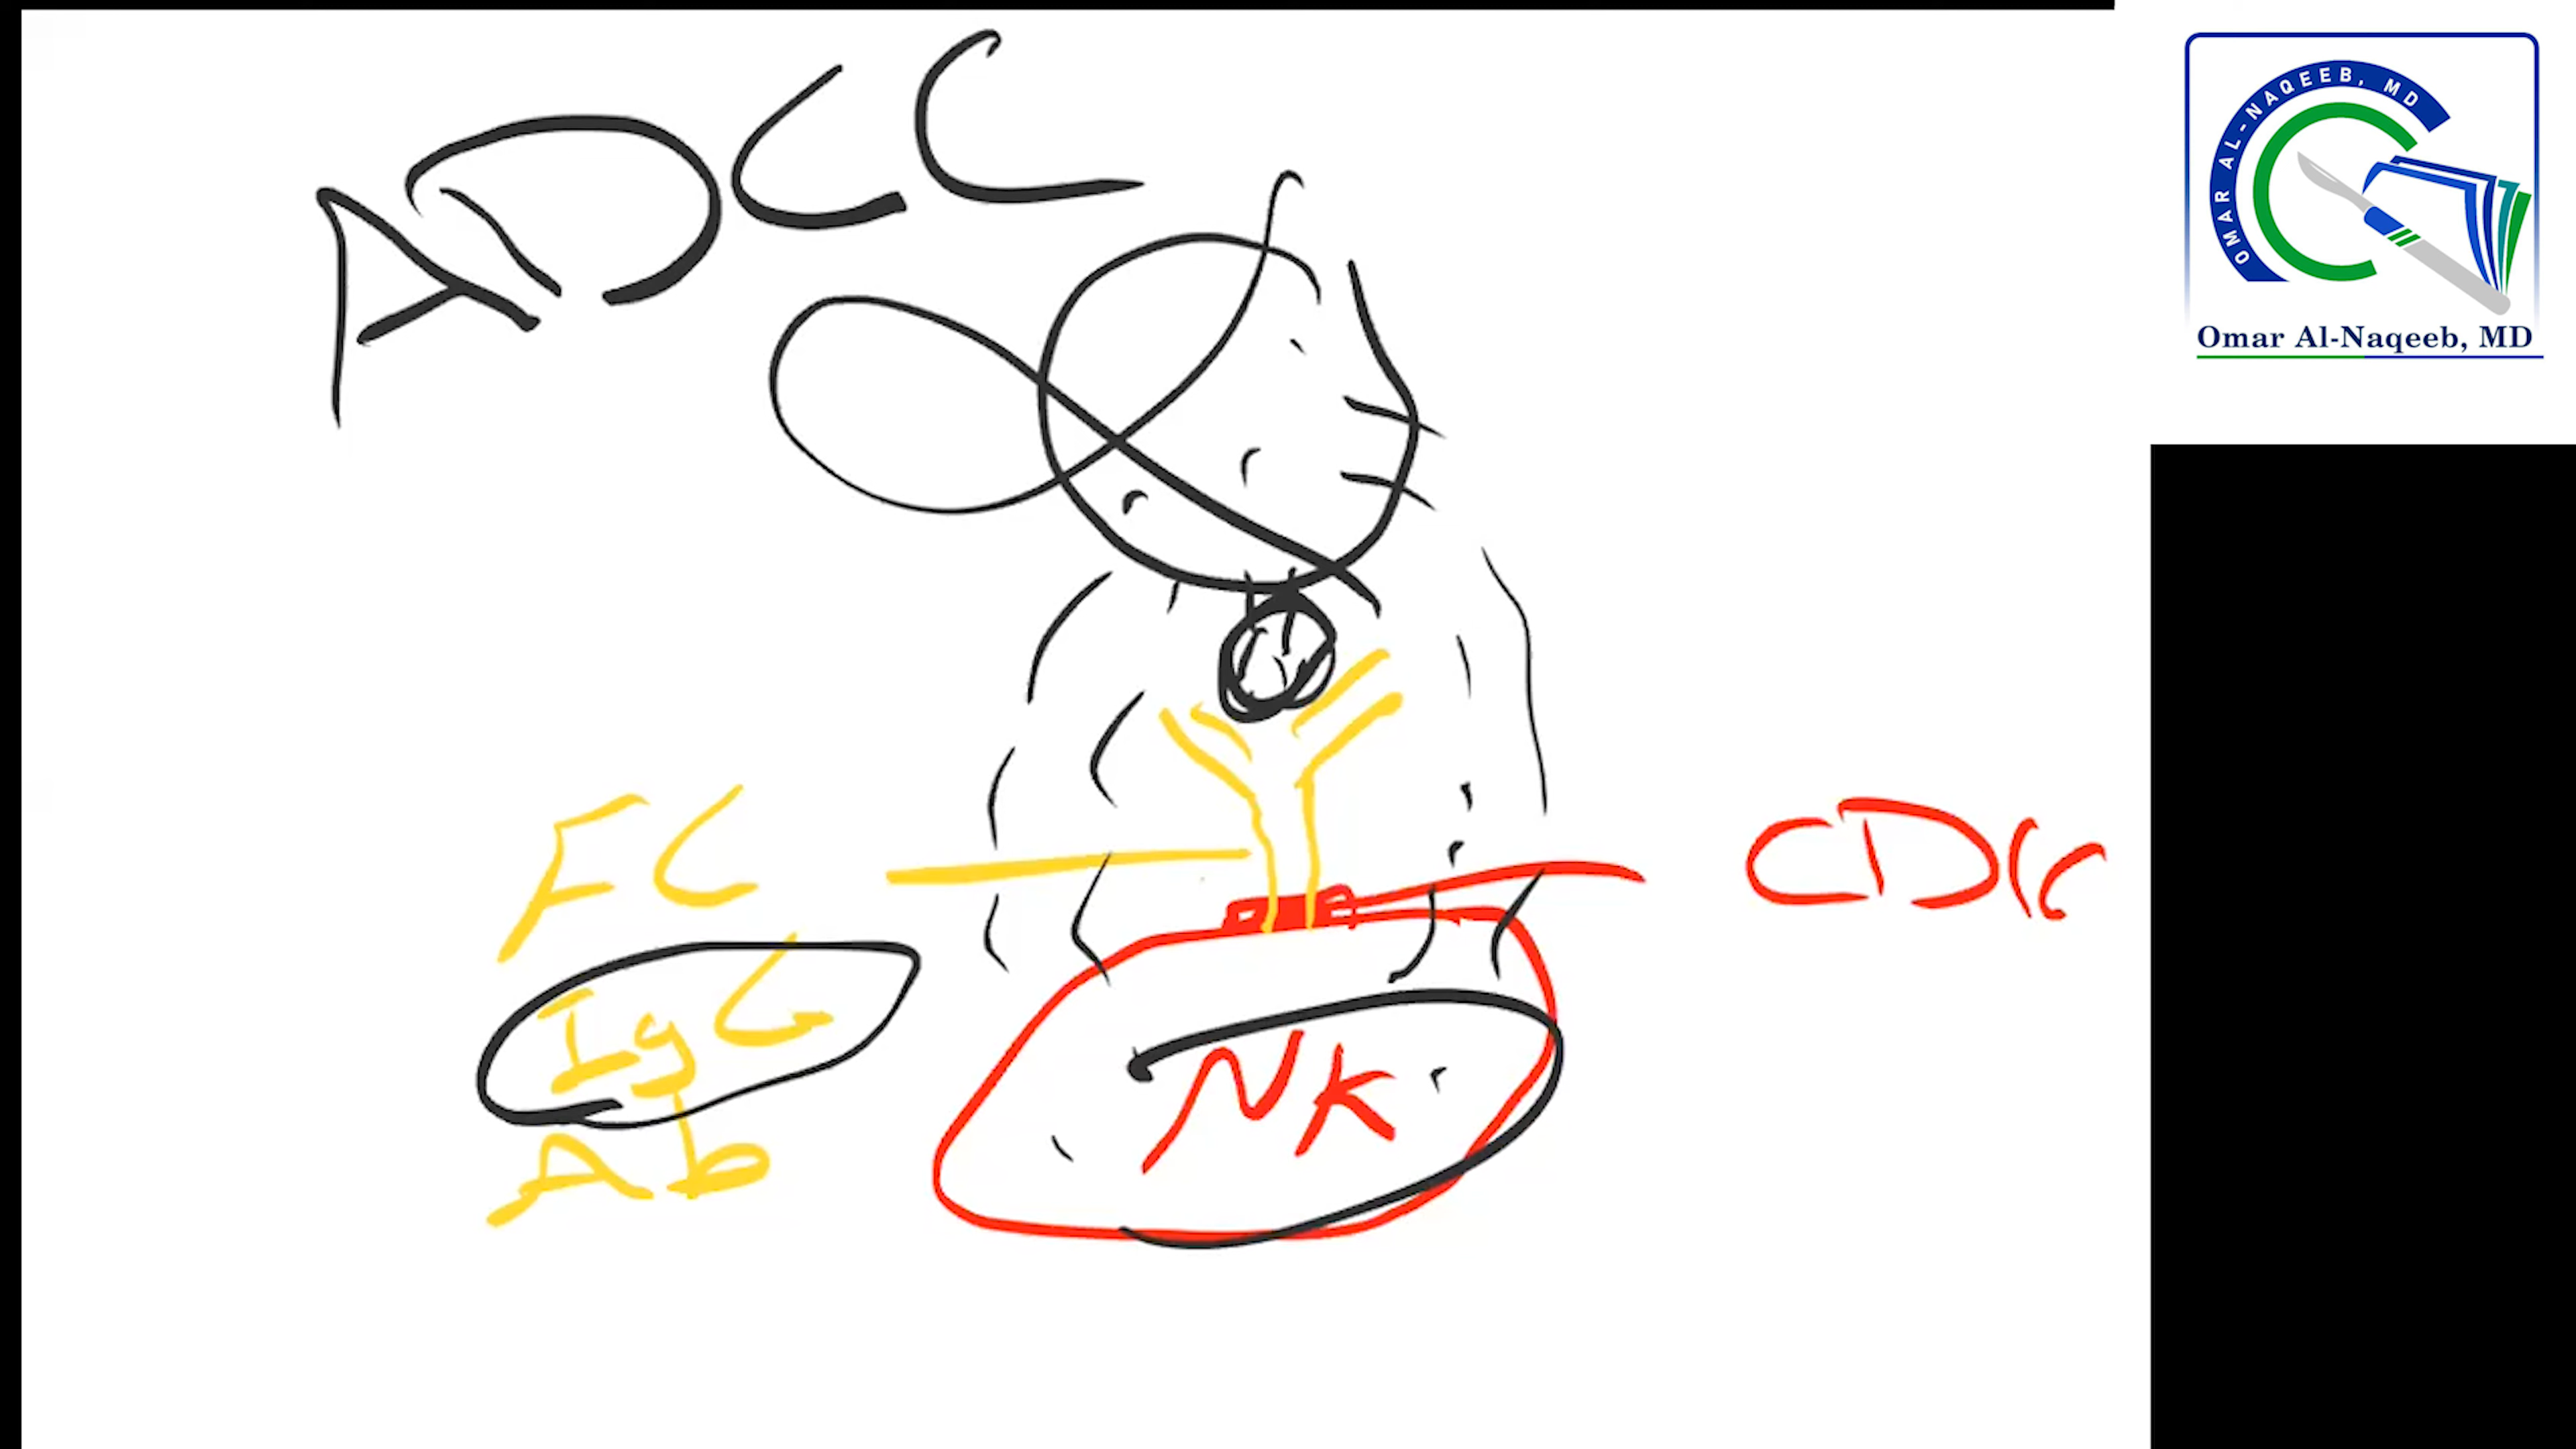 ADCC
OMAR AL-NAQEEB, MD
Omar Al-Naqeeb, MD
FC
CD16
IgG
Ab
NK